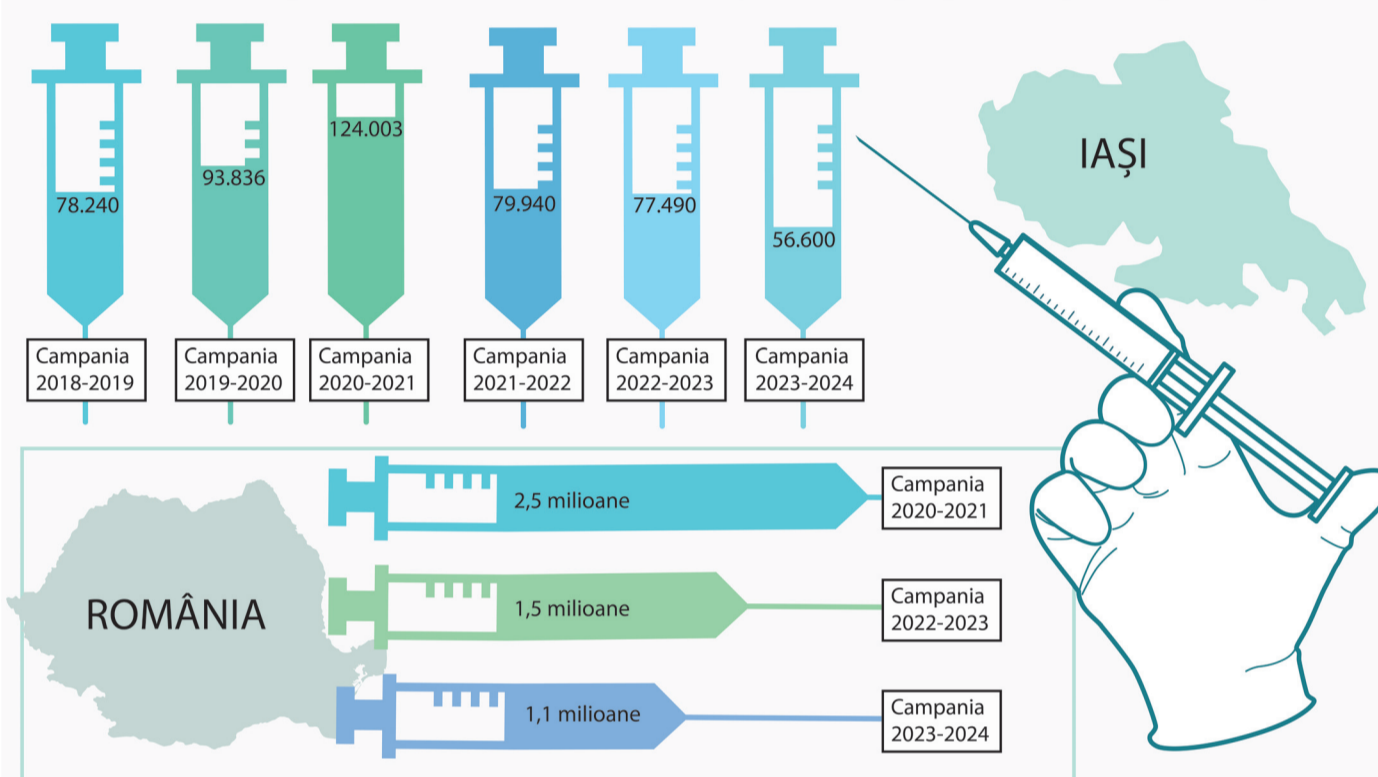 78.240
93.836
124.003
79.940
77.490
56.600
IAȘI
Campania
2018-2019
Campania
2019-2020
Campania
2020-2021
Campania
2021-2022
Campania
2022-2023
Campania
2023-2024
ROMÂNIA
2,5 milioane
Campania
2020-2021
1,5 milioane
Campania
2022-2023
1,1 milioane
Campania
2023-2024